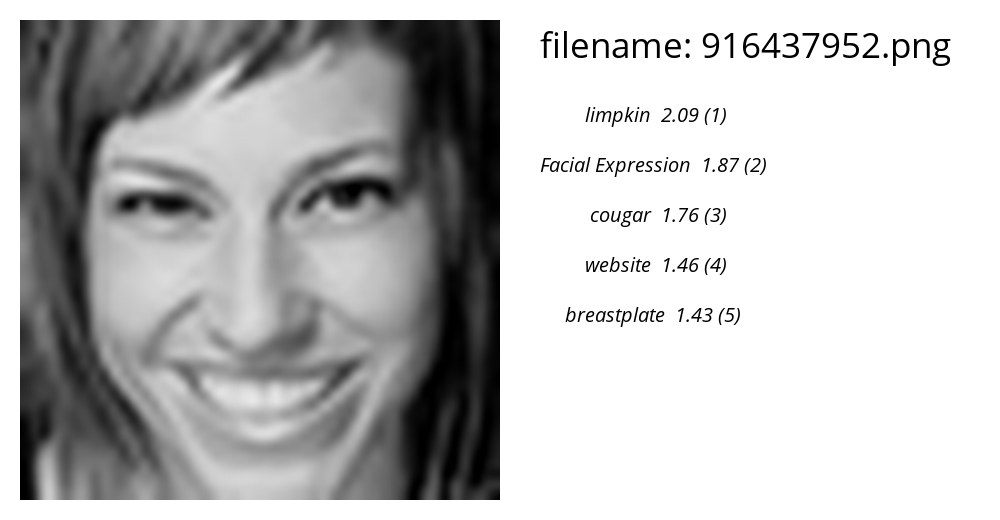 filename: 916437952.png
limpkin 2.09 (1)
Facial Expression 1.87 (2)
cougar 1.76 (3)
website 1.46 (4)
breastplate 1.43 (5)